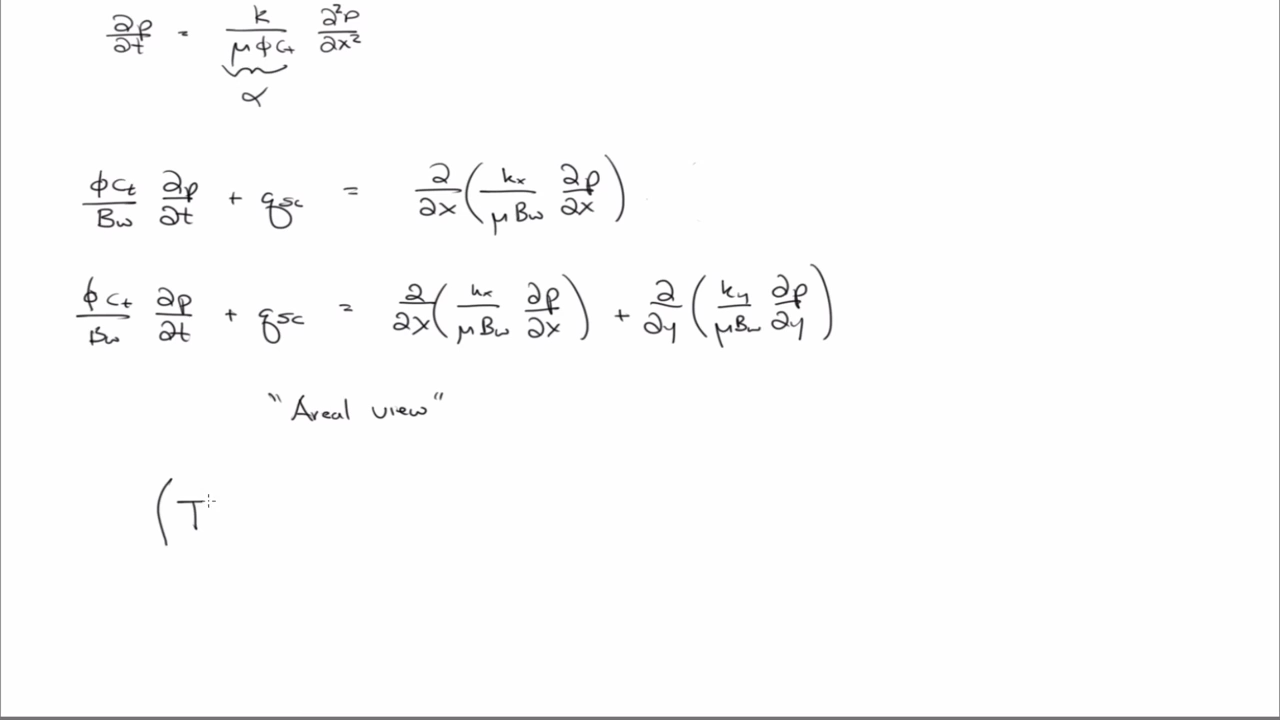 ∂p/∂t = k/(μϕc_t) ∂²p/∂x²
α
ϕc_t/B_w ∂p/∂t + q_sc = ∂/∂x (k_x/(μB_w) ∂p/∂x)
ϕc_t/B_w ∂p/∂t + q_sc = ∂/∂x (k_x/(μB_w) ∂p/∂x) + ∂/∂y (k_y/(μB_w) ∂p/∂y)
"Areal view"
(T